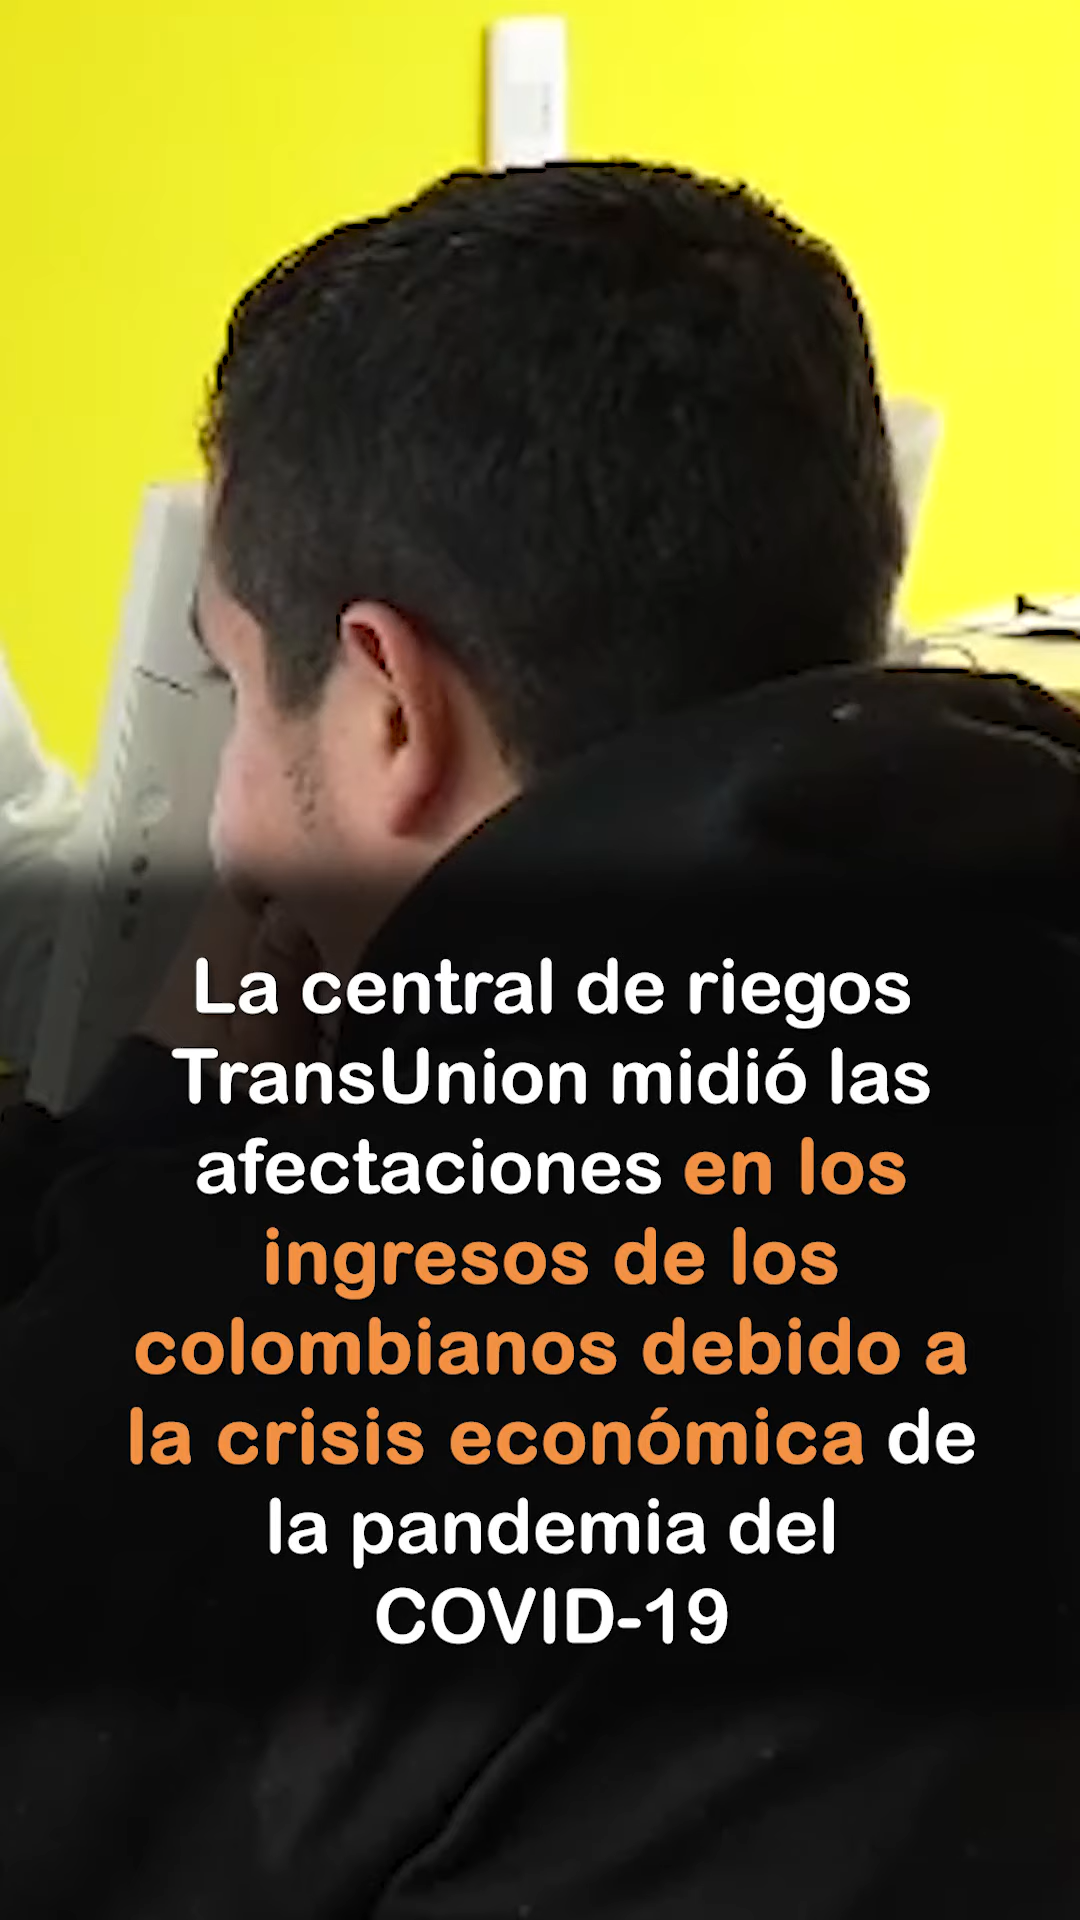 La central de riegos
TransUnion midió las
afectaciones en los
ingresos de los
colombianos debido a
la crisis económica de
la pandemia del
COVID-19